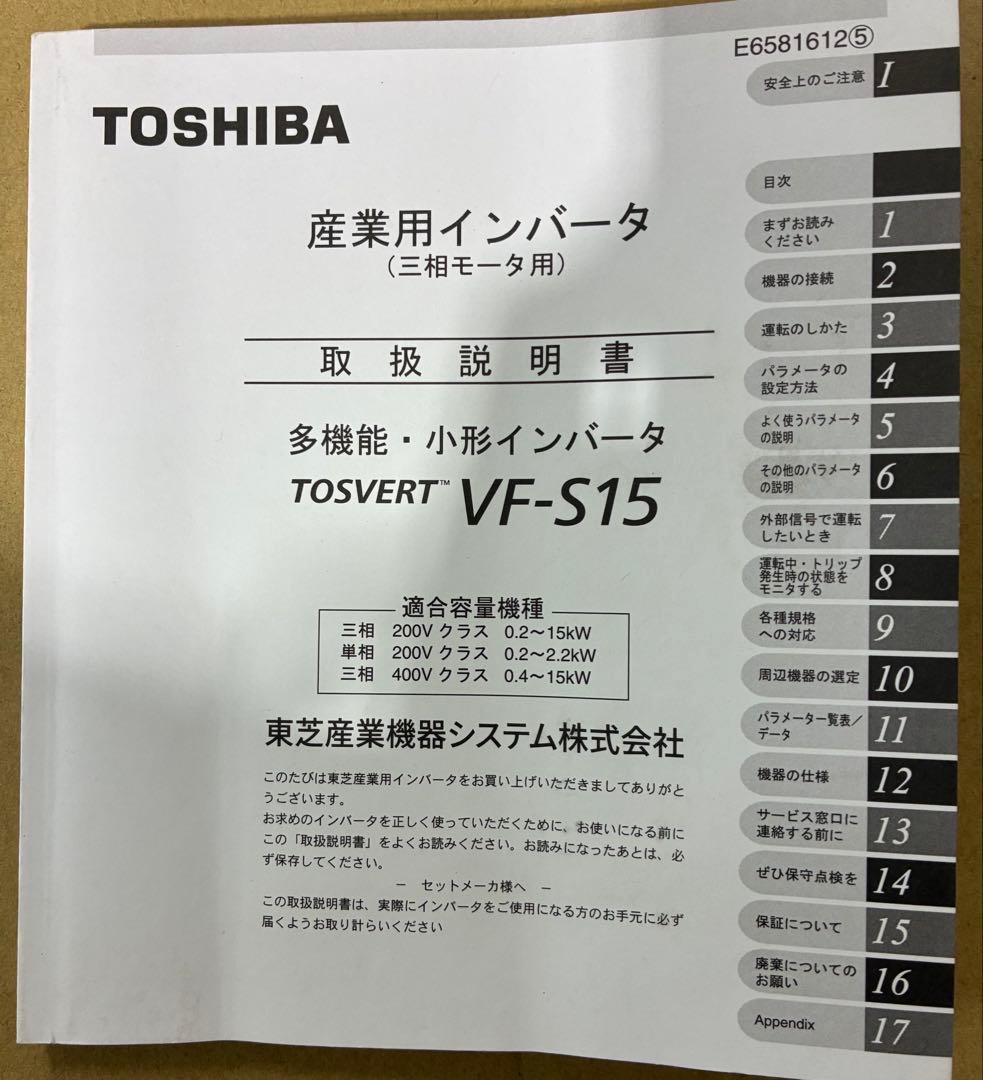 E6581612⑤
TOSHIBA
産業用インバータ
（三相モータ用）
取扱説明書
多機能・小形インバータ
TOSVERT™ VF-S15
適合容量機種
三相 200V クラス 0.2～15kW
単相 200V クラス 0.2～2.2kW
三相 400V クラス 0.4～15kW
東芝産業機器システム株式会社
このたびは東芝産業用インバータをお買い上げいただきましてありがと
うございます。
お求めのインバータを正しく使っていただくために、お使いになる前に
この「取扱説明書」をよくお読みください。お読みになったあとは、必
ず保存してください。
－ セットメーカ様へ －
この取扱説明書は、実際にインバータをご使用になる方のお手元に必ず
届くようお取り計らいください
安全上のご注意 I
目次
まずお読み
ください 1
機器の接続 2
運転のしかた 3
パラメータの
設定方法 4
よく使うパラメータ
の説明 5
その他のパラメータ
の説明 6
外部信号で運転
したいとき 7
運転中・トリップ
発生時の状態を
モニタする 8
各種規格
への対応 9
周辺機器の選定 10
パラメータ一覧表／
データ 11
機器の仕様 12
サービス窓口に
連絡する前に 13
ぜひ保守点検を 14
保証について 15
廃棄についての
お願い 16
Appendix 17